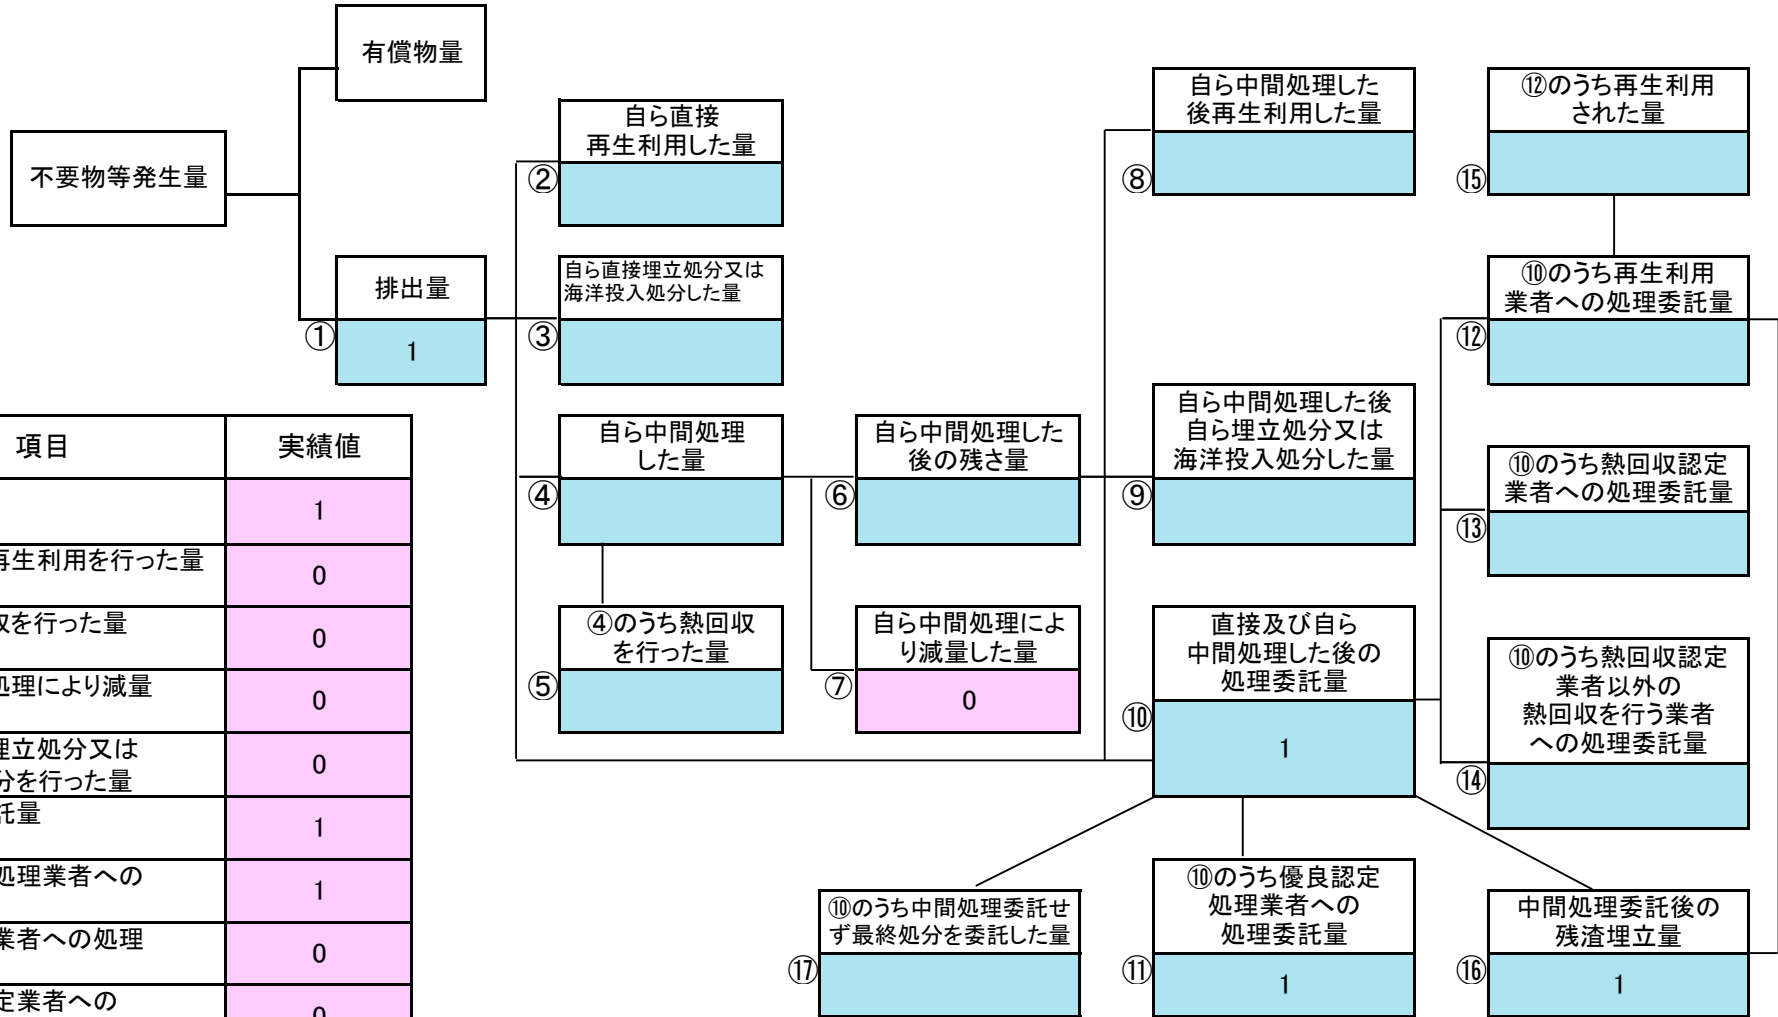 有償物量
不要物等発生量
自ら直接
再生利用した量
②
自ら中間処理した
後再生利用した量
⑧
⑫のうち再生利用
された量
⑮
排出量
①
1
自ら直接埋立処分又は
海洋投入処分した量
③
⑩のうち再生利用
業者への処理委託量
⑫
自ら中間処理
した量
④
自ら中間処理した
後の残さ量
⑥
自ら中間処理した後
自ら埋立処分又は
海洋投入処分した量
⑨
⑩のうち熱回収認定
業者への処理委託量
⑬
④のうち熱回収
を行った量
⑤
自ら中間処理によ
り減量した量
⑦
0
直接及び自ら
中間処理した後の
処理委託量
⑩
1
⑩のうち熱回収認定
業者以外の
熱回収を行う業者
への処理委託量
⑭
⑩のうち中間処理委託せ
ず最終処分を委託した量
⑰
⑩のうち優良認定
処理業者への
処理委託量
⑪
1
中間処理委託後の
残渣埋立量
⑯
1
項目
実績値
1
再生利用を行った量
0
収を行った量
0
処理により減量
0
埋立処分又は
分を行った量
0
託量
1
処理業者への
1
業者への処理
0
定業者への
0